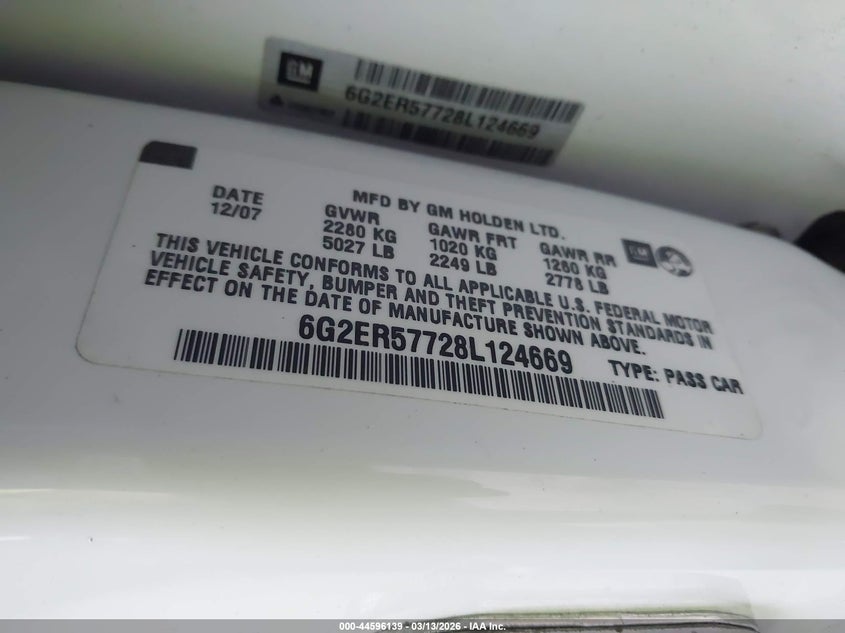 GM
6G2ER57728L124669
MFD BY GM HOLDEN LTD.
DATE GVWR GAWR FRT GAWR RR GM
12/07 2280 KG 1020 KG 1260 KG
5027 LB 2249 LB 2778 LB
THIS VEHICLE CONFORMS TO ALL APPLICABLE U.S. FEDERAL MOTOR
VEHICLE SAFETY, BUMPER AND THEFT PREVENTION STANDARDS IN
EFFECT ON THE DATE OF MANUFACTURE SHOWN ABOVE.
6G2ER57728L124669 TYPE: PASS CAR
000-44596139 - 03/13/2026 - IAA Inc.